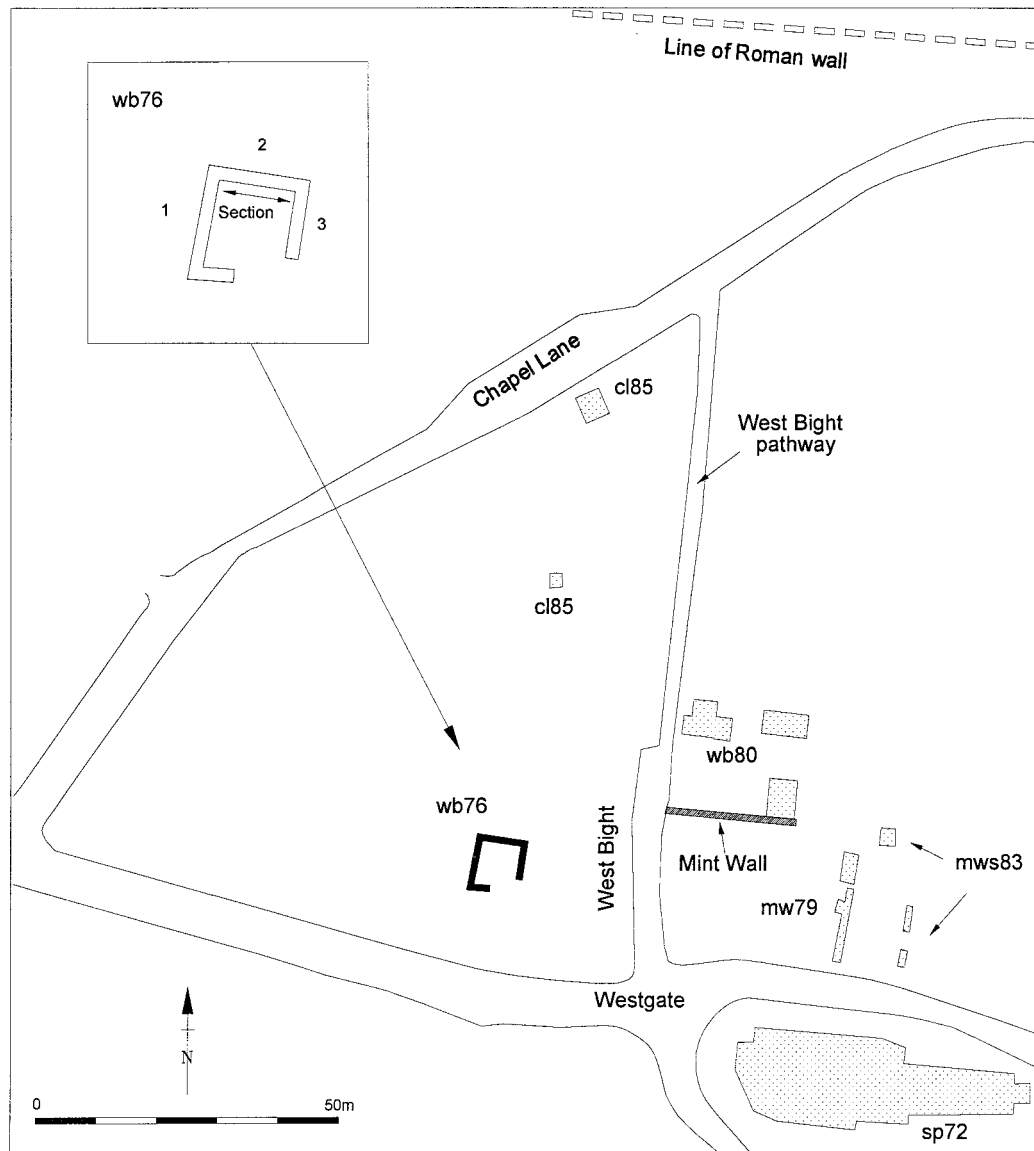 Line of Roman wall
wb76
2
1
Section
3
Chapel Lane
cl85
West Bight
pathway
cl85
wb80
wb76
West Bight
Mint Wall
mws83
mw79
Westgate
N
0
50m
sp72